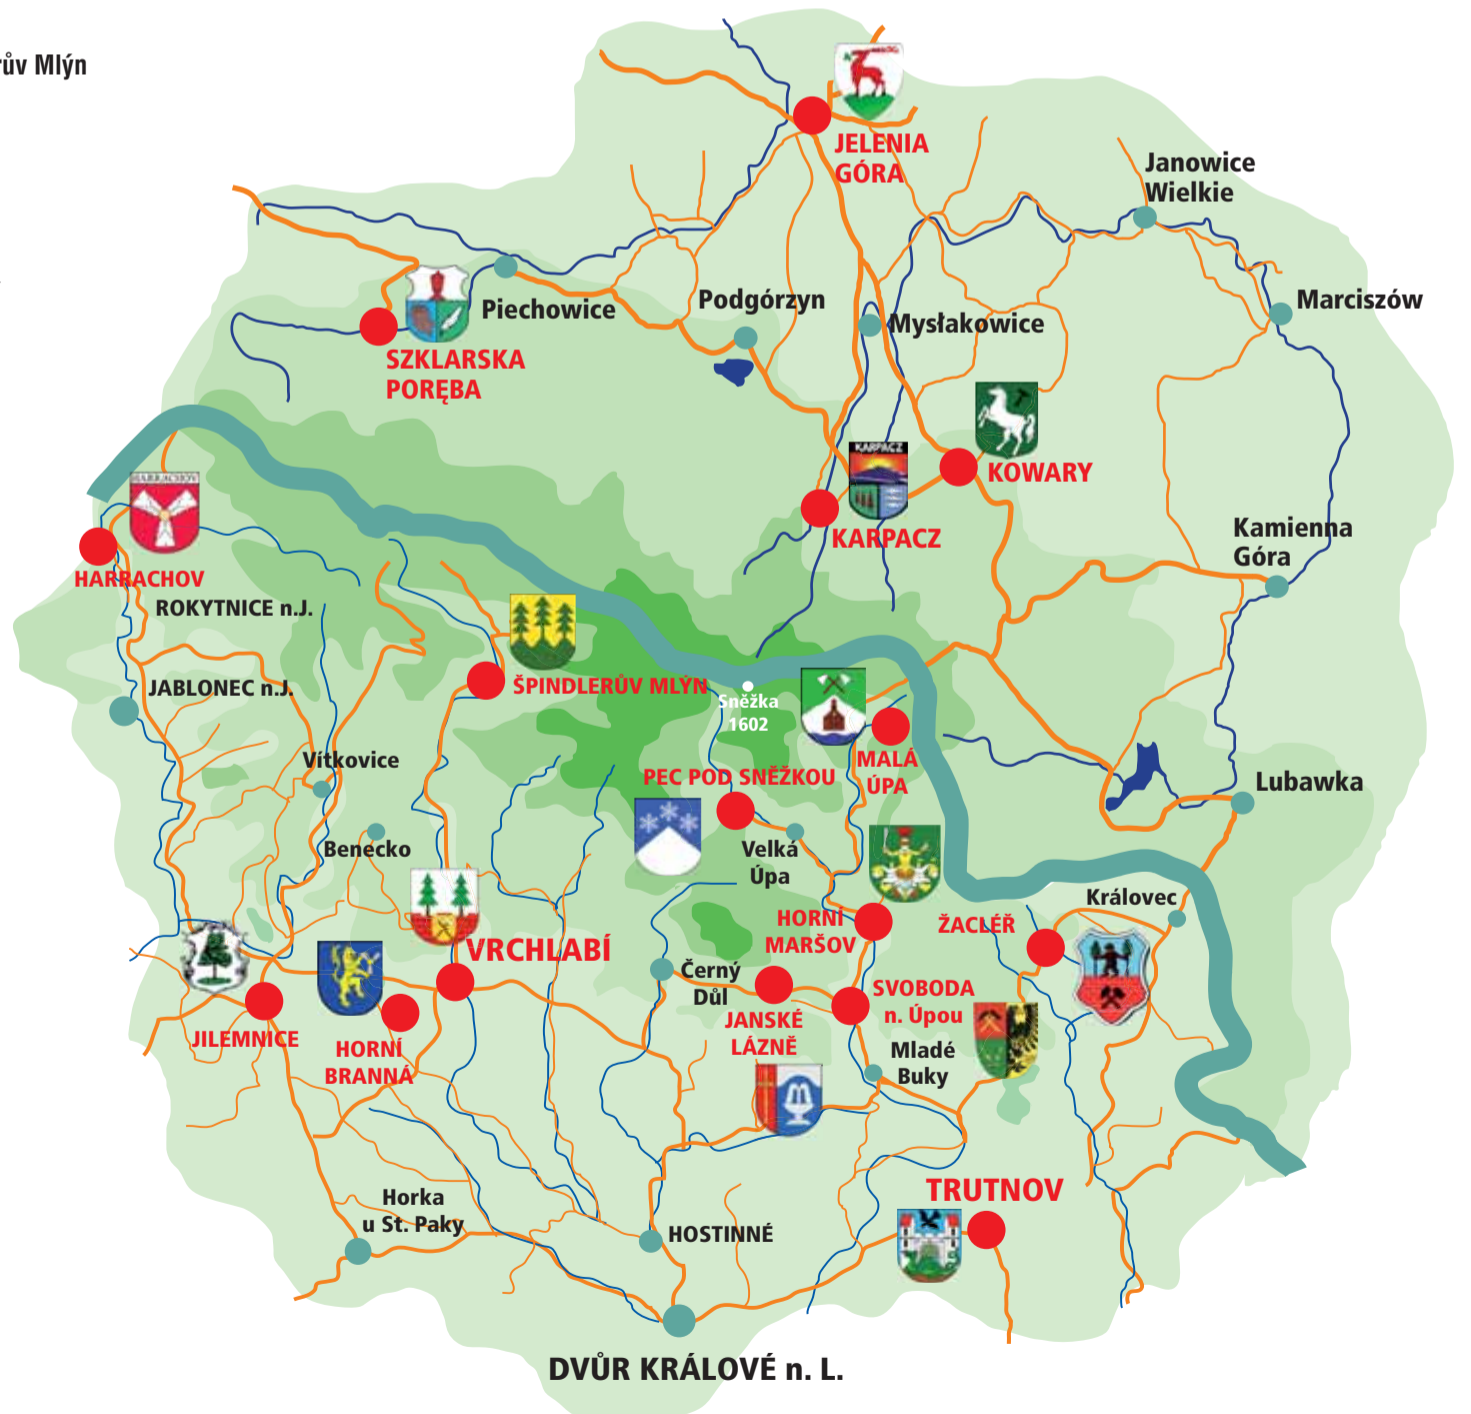 ův Mlýn
JELENIA
GÓRA
Janowice
Wielkie
Piechowice
Podgórzyn
Mysłakowice
Marciszów
SZKLARSKA
PORĘBA
KARPACZ
KOWARY
HARRACHOV
KARPACZ
Kamienna
Góra
HARRACHOV
ROKYTNICE n.J.
JABLONEC n.J.
ŠPINDLERŮV MLÝN
Sněžka
1602
MALÁ
ÚPA
Vítkovice
PEC POD SNĚŽKOU
Lubawka
Benecko
Velká
Úpa
Královec
HORNÍ
MARŠOV
ŽACLÉŘ
VRCHLABÍ
Černý
Důl
SVOBODA
n. Úpou
JANSKÉ
LÁZNĚ
JILEMNICE
HORNÍ
BRANNÁ
Mladé
Buky
TRUTNOV
Horka
u St. Paky
HOSTINNÉ
DVŮR KRÁLOVÉ n. L.